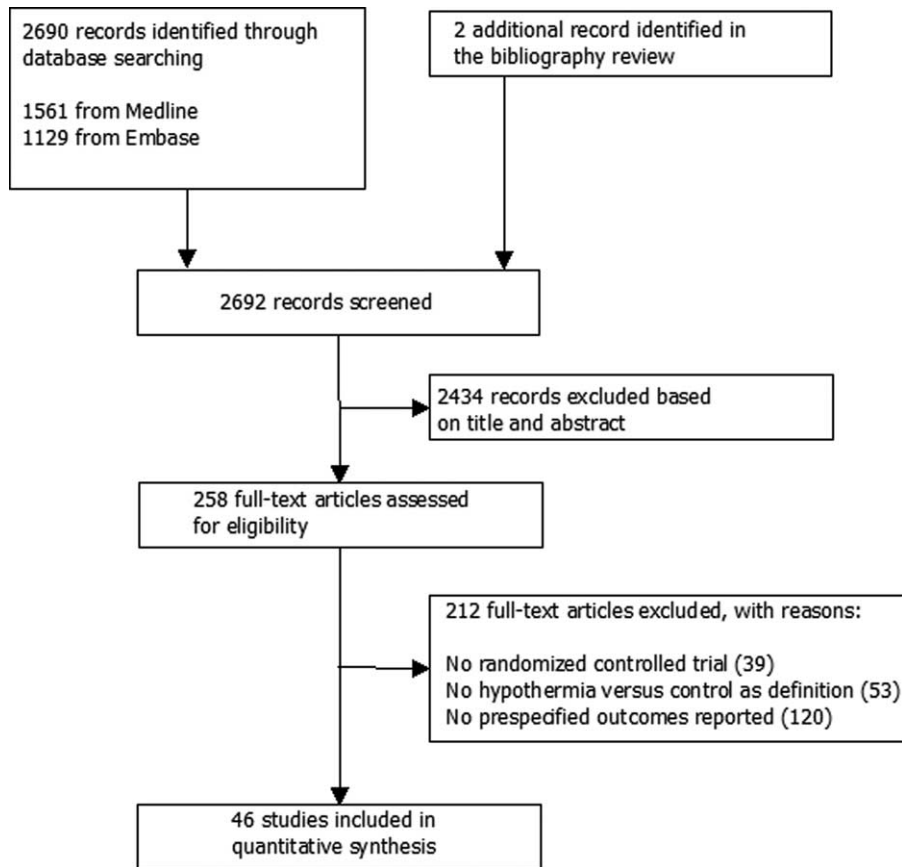 2690 records identified through
database searching
1561 from Medline
1129 from Embase
2 additional record identified in
the bibliography review
2692 records screened
2434 records excluded based
on title and abstract
258 full-text articles assessed
for eligibility
212 full-text articles excluded, with reasons:
No randomized controlled trial (39)
No hypothermia versus control as definition (53)
No prespecified outcomes reported (120)
46 studies included in
quantitative synthesis